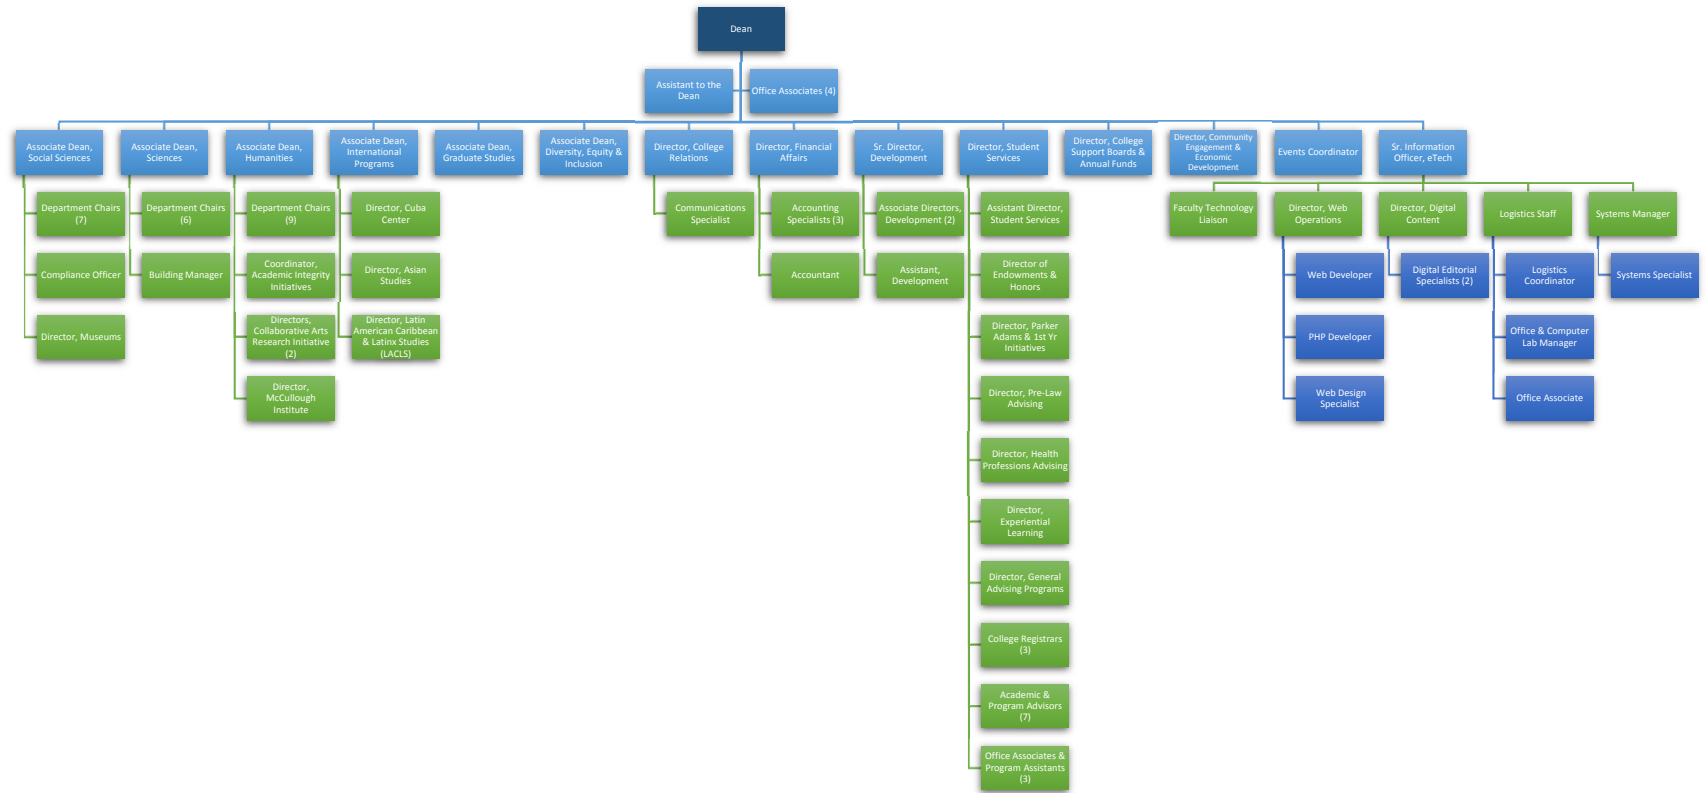 Dean
Assistant to the
Dean
Office Associates (4)
Associate Dean,
Social Sciences
Associate Dean,
Sciences
Associate Dean,
Humanities
Associate Dean,
International
Programs
Associate Dean,
Graduate Studies
Associate Dean,
Diversity, Equity &
Inclusion
Director, College
Relations
Director, Financial
Affairs
Sr. Director,
Development
Director, Student
Services
Director, College
Support Boards &
Annual Funds
Director, Community
Engagement &
Economic
Development
Events Coordinator
Sr. Information
Officer, eTech
Department Chairs
(7)
Compliance Officer
Director, Museums
Department Chairs
(6)
Building Manager
Department Chairs
(9)
Coordinator,
Academic Integrity
Initiatives
Directors,
Collaborative Arts
Research Initiative
(2)
Director,
McCullough
Institute
Director, Cuba
Center
Director, Asian
Studies
Director, Latin
American Caribbean
& Latinx Studies
(LACLS)
Communications
Specialist
Accounting
Specialists (3)
Accountant
Associate Directors,
Development (2)
Assistant,
Development
Assistant Director,
Student Services
Director of
Endowments &
Honors
Director, Parker
Adams & 1st Yr
Initiatives
Director, Pre-Law
Advising
Director, Health
Professions Advising
Director,
Experiential
Learning
Director, General
Advising Programs
College Registrars
(3)
Academic &
Program Advisors
(7)
Office Associates &
Program Assistants
(3)
Faculty Technology
Liaison
Director, Web
Operations
Web Developer
PHP Developer
Web Design
Specialist
Director, Digital
Content
Digital Editorial
Specialists (2)
Logistics Staff
Logistics
Coordinator
Office & Computer
Lab Manager
Office Associate
Systems Manager
Systems Specialist